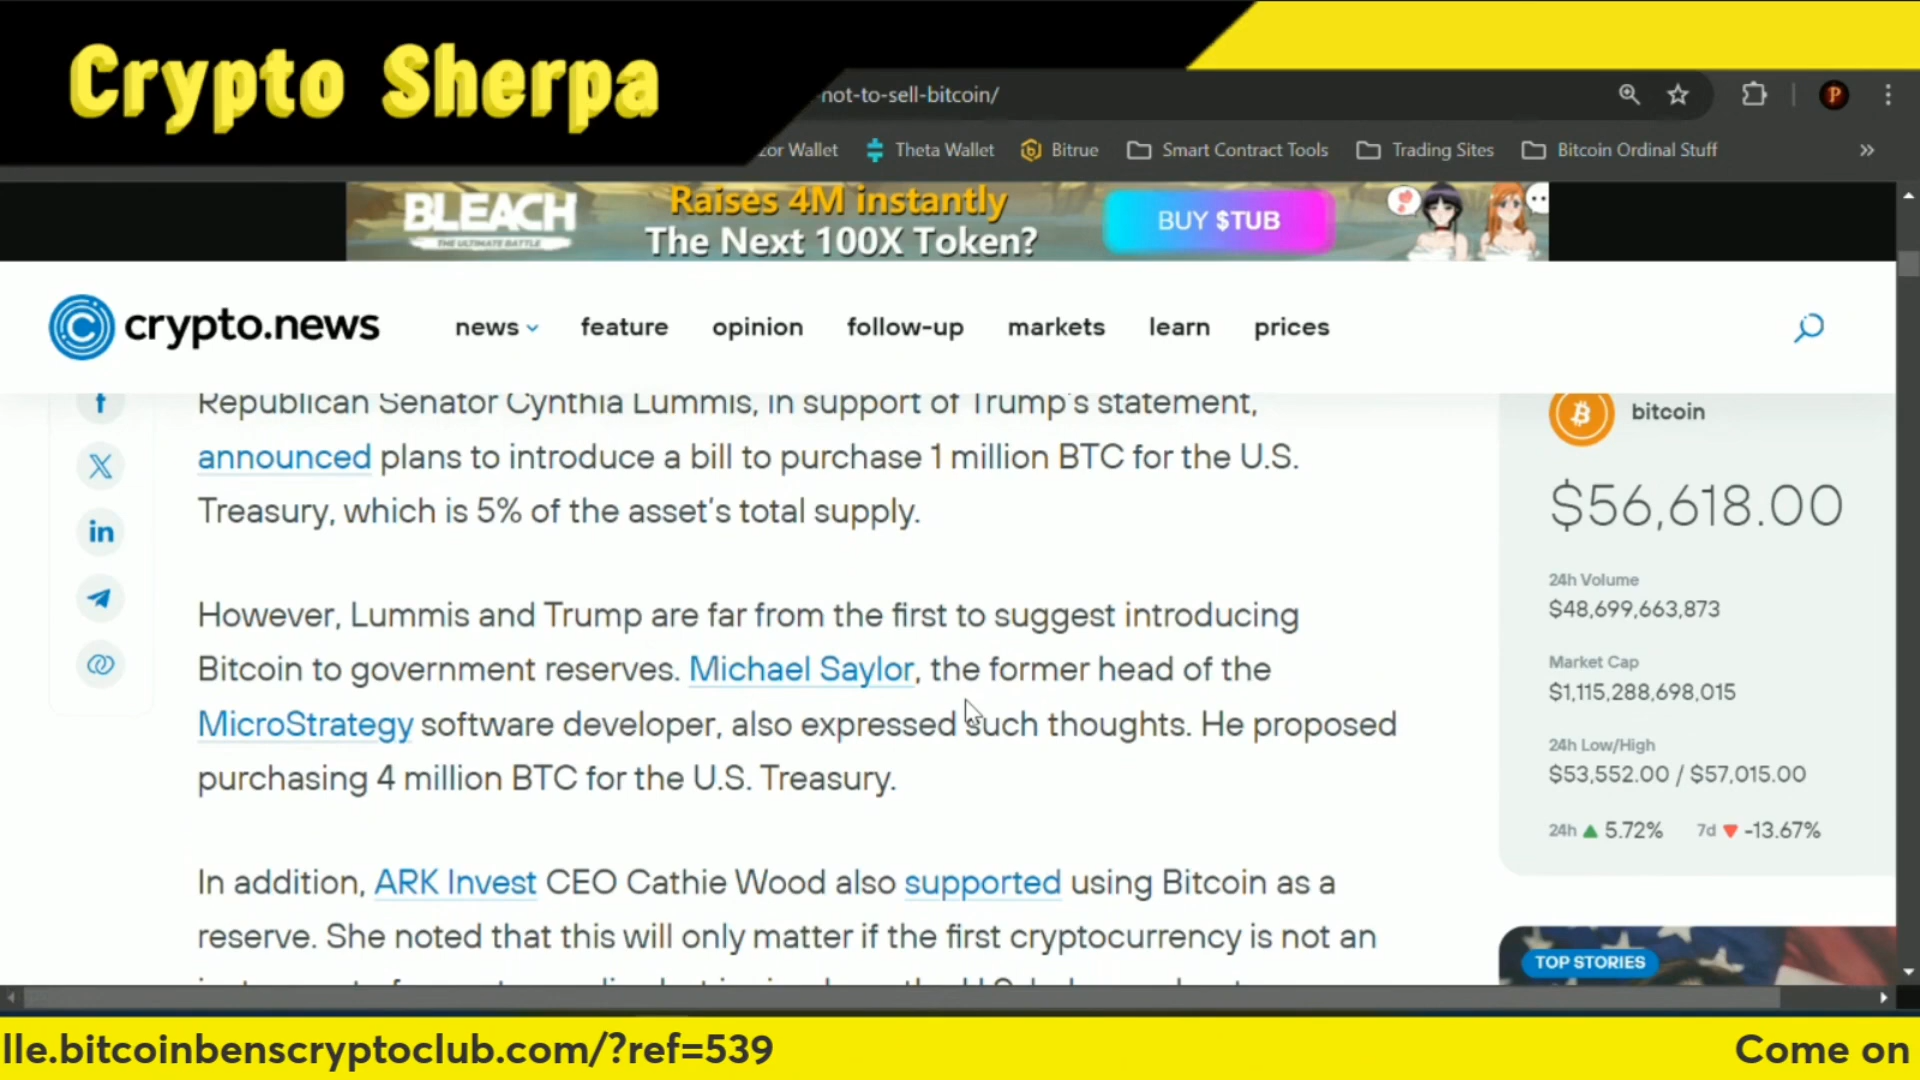 Crypto Sherpa
not-to-sell-bitcoin/
zor Wallet
Theta Wallet
Bitrue
Smart Contract Tools
Trading Sites
Bitcoin Ordinal Stuff
BLEACH
THE ULTIMATE BATTLE
Raises 4M instantly
The Next 100X Token?
BUY $TUB
crypto.news
news
feature
opinion
follow-up
markets
learn
prices
Republican Senator Cynthia Lummis, in support of Trump's statement,
announced plans to introduce a bill to purchase 1 million BTC for the U.S.
Treasury, which is 5% of the asset's total supply.
However, Lummis and Trump are far from the first to suggest introducing
Bitcoin to government reserves. Michael Saylor, the former head of the
MicroStrategy software developer, also expressed such thoughts. He proposed
purchasing 4 million BTC for the U.S. Treasury.
In addition, ARK Invest CEO Cathie Wood also supported using Bitcoin as a
reserve. She noted that this will only matter if the first cryptocurrency is not an
bitcoin
$56,618.00
24h Volume
$48,699,663,873
Market Cap
$1,115,288,698,015
24h Low/High
$53,552.00 / $57,015.00
24h 5.72% 7d -13.67%
TOP STORIES
lle.bitcoinbenscryptoclub.com/?ref=539
Come on